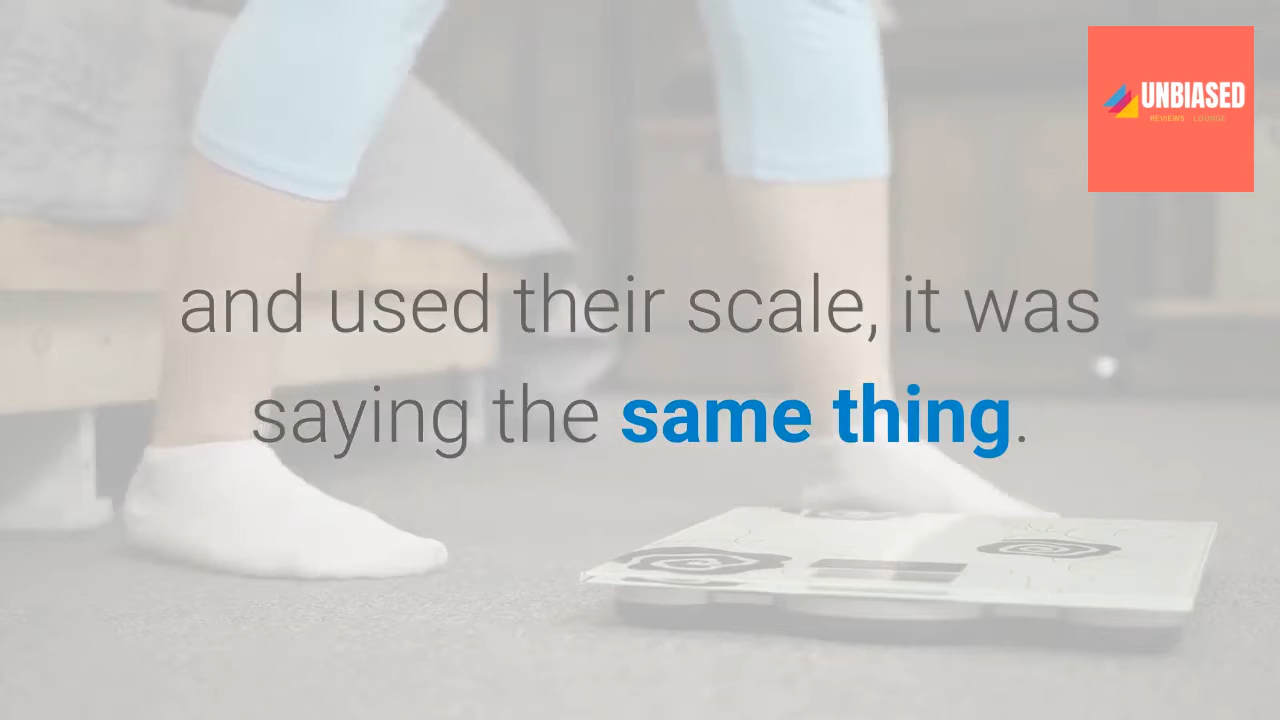 UNBIASED
REVIEWS LOUNGE
and used their scale, it was
saying the same thing.